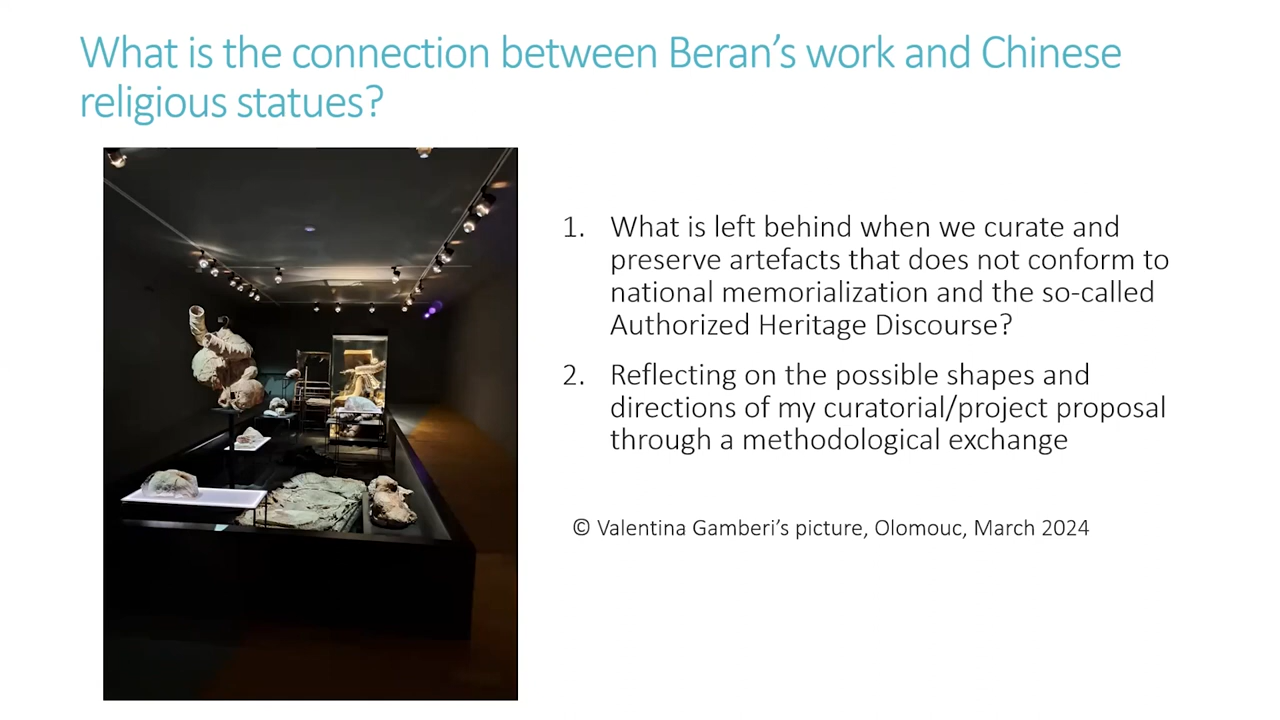 What is the connection between Beran’s work and Chinese
religious statues?
1. What is left behind when we curate and
preserve artefacts that does not conform to
national memorialization and the so-called
Authorized Heritage Discourse?
2. Reflecting on the possible shapes and
directions of my curatorial/project proposal
through a methodological exchange
© Valentina Gamberi’s picture, Olomouc, March 2024